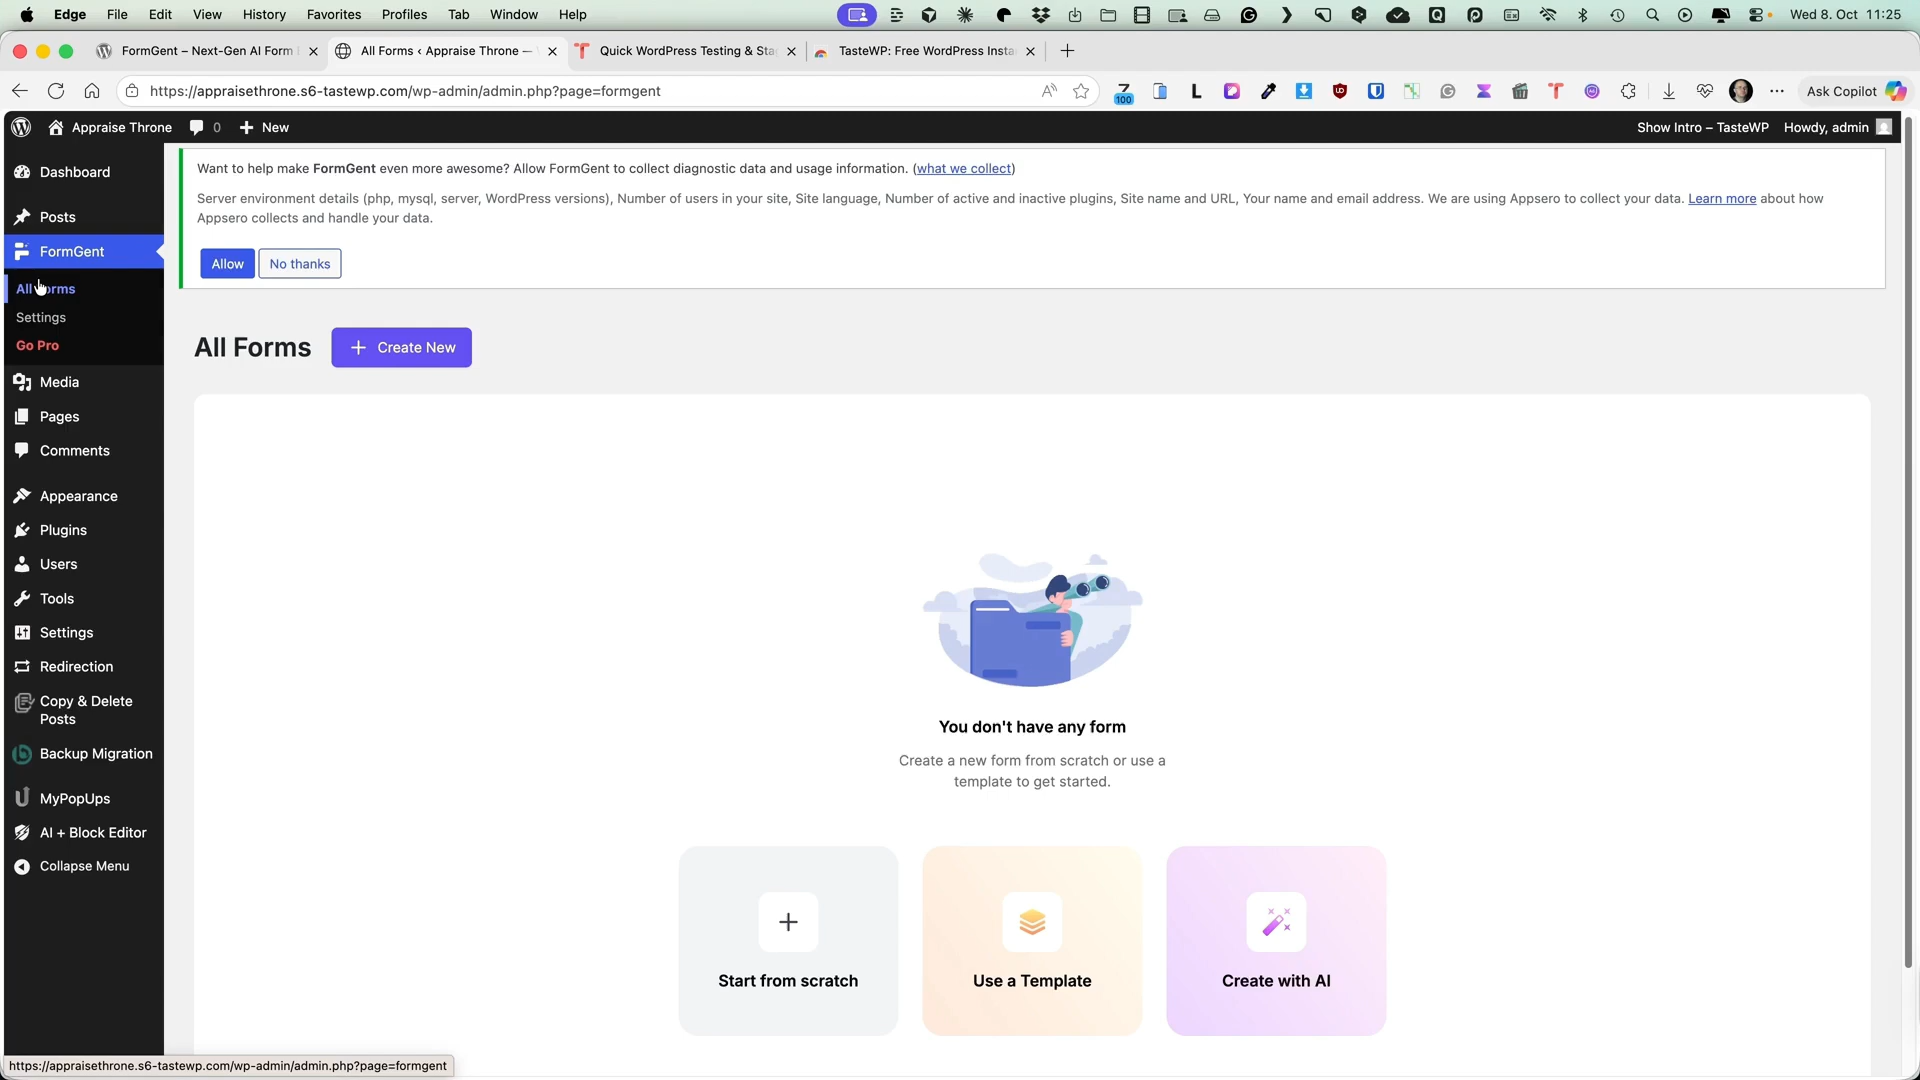 Edge File Edit View History Favorites Profiles Tab Window Help
Wed 8. Oct 11:25
FormGent – Next-Gen AI Form
All Forms ‹ Appraise Throne —
Quick WordPress Testing & Sta
TasteWP: Free WordPress Insta
https://appraisethrone.s6-tastewp.com/wp-admin/admin.php?page=formgent
100
Ask Copilot
Appraise Throne
0
New
Show Intro – TasteWP
Howdy, admin
Dashboard
Posts
FormGent
All Forms
Settings
Go Pro
Media
Pages
Comments
Appearance
Plugins
Users
Tools
Settings
Redirection
Copy & Delete
Posts
Backup Migration
MyPopUps
AI + Block Editor
Collapse Menu
Want to help make FormGent even more awesome? Allow FormGent to collect diagnostic data and usage information. (what we collect)
Server environment details (php, mysql, server, WordPress versions), Number of users in your site, Site language, Number of active and inactive plugins, Site name and URL, Your name and email address. We are using Appsero to collect your data. Learn more about how
Appsero collects and handle your data.
Allow
No thanks
All Forms
Create New
You don't have any form
Create a new form from scratch or use a
template to get started.
Start from scratch
Use a Template
Create with AI
https://appraisethrone.s6-tastewp.com/wp-admin/admin.php?page=formgent